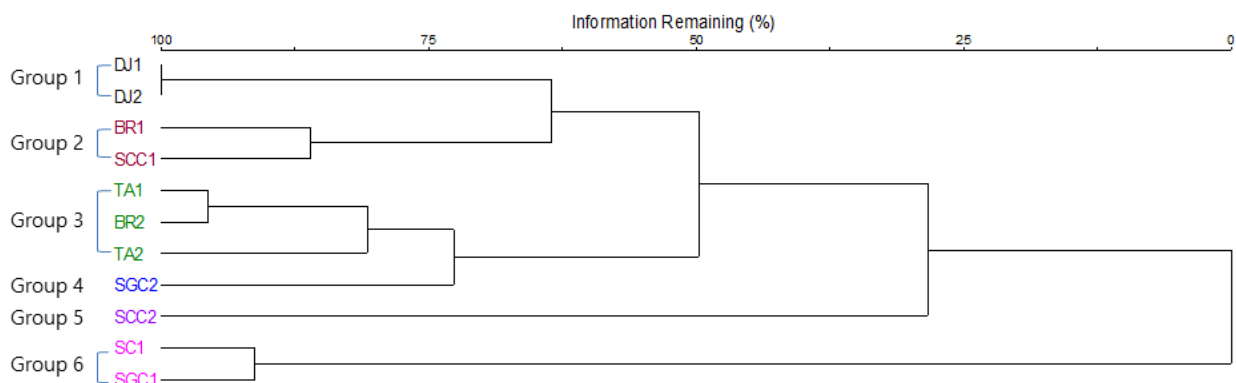 Information Remaining (%)
100 75 50 25 0
Group 1
DJ1
DJ2
Group 2
BR1
SCC1
Group 3
TA1
BR2
TA2
Group 4
SGC2
Group 5
SCC2
Group 6
SC1
SGC1